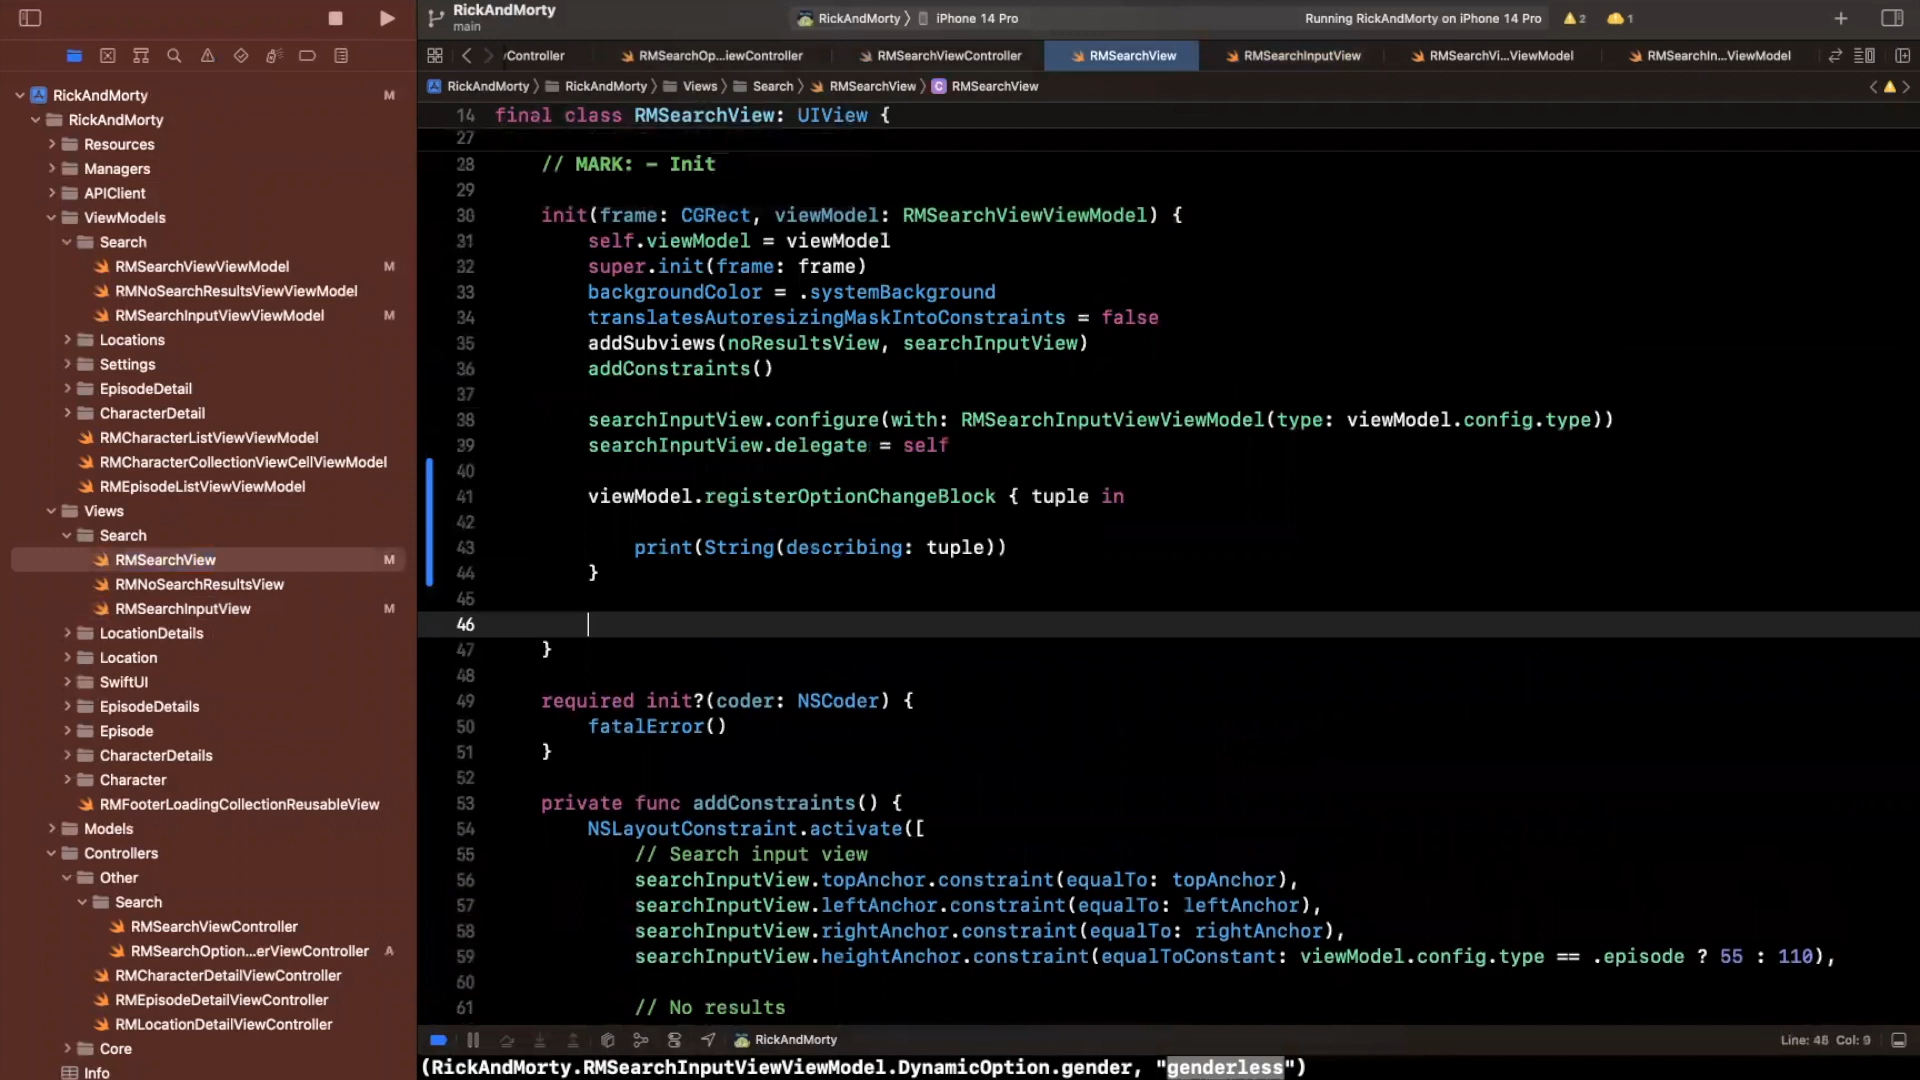 RickAndMorty
main
RickAndMorty
iPhone 14 Pro
Running RickAndMorty on iPhone 14 Pro
2
1
/Controller
RMSearchOp...iewController
RMSearchViewController
RMSearchView
RMSearchInputView
RMSearchVi...ViewModel
RMSearchIn...ViewModel
RickAndMorty
RickAndMorty
Views
Search
RMSearchView
C
RMSearchView
RickAndMorty M
RickAndMorty
Resources
Managers
APIClient
ViewModels
Search
RMSearchViewViewModel M
RMNoSearchResultsViewViewModel
RMSearchInputViewViewModel M
Locations
Settings
EpisodeDetail
CharacterDetail
RMCharacterListViewViewModel
RMCharacterCollectionViewCellViewModel
RMEpisodeListViewViewModel
Views
Search
RMSearchView M
RMNoSearchResultsView
RMSearchInputView M
LocationDetails
Location
SwiftUI
EpisodeDetails
Episode
CharacterDetails
Character
RMFooterLoadingCollectionReusableView
Models
Controllers
Other
Search
RMSearchViewController
RMSearchOption...erViewController A
RMCharacterDetailViewController
RMEpisodeDetailViewController
RMLocationDetailViewController
Core
Info
14 final class RMSearchView: UIView {
27
28 // MARK: - Init
29
30 init(frame: CGRect, viewModel: RMSearchViewViewModel) {
31 self.viewModel = viewModel
32 super.init(frame: frame)
33 backgroundColor = .systemBackground
34 translatesAutoresizingMaskIntoConstraints = false
35 addSubviews(noResultsView, searchInputView)
36 addConstraints()
37
38 searchInputView.configure(with: RMSearchInputViewViewModel(type: viewModel.config.type))
39 searchInputView.delegate = self
40
41 viewModel.registerOptionChangeBlock { tuple in
42
43 print(String(describing: tuple))
44 }
45
46
47 }
48
49 required init?(coder: NSCoder) {
50 fatalError()
51 }
52
53 private func addConstraints() {
54 NSLayoutConstraint.activate([
55 // Search input view
56 searchInputView.topAnchor.constraint(equalTo: topAnchor),
57 searchInputView.leftAnchor.constraint(equalTo: leftAnchor),
58 searchInputView.rightAnchor.constraint(equalTo: rightAnchor),
59 searchInputView.heightAnchor.constraint(equalToConstant: viewModel.config.type == .episode ? 55 : 110),
60
61 // No results
RickAndMorty
Line: 46 Col: 9
(RickAndMorty.RMSearchInputViewViewModel.DynamicOption.gender, "genderless")